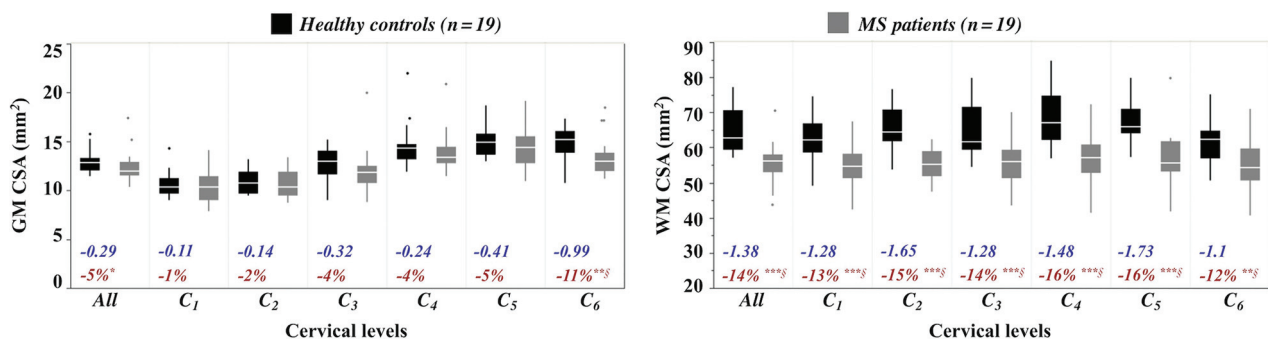 Healthy controls (n = 19)
MS patients (n = 19)
GM CSA (mm²)
25
20
15
10
5
0
-0.29 -0.11 -0.14 -0.32 -0.24 -0.41 -0.99
-5%* -1% -2% -4% -4% -5% -11%**§
All C₁ C₂ C₃ C₄ C₅ C₆
Cervical levels
WM CSA (mm²)
90
80
70
60
50
40
30
20
-1.38 -1.28 -1.65 -1.28 -1.48 -1.73 -1.1
-14% ***§ -13% ***§ -15% ***§ -14% ***§ -16% ***§ -16% ***§ -12% **§
All C₁ C₂ C₃ C₄ C₅ C₆
Cervical levels